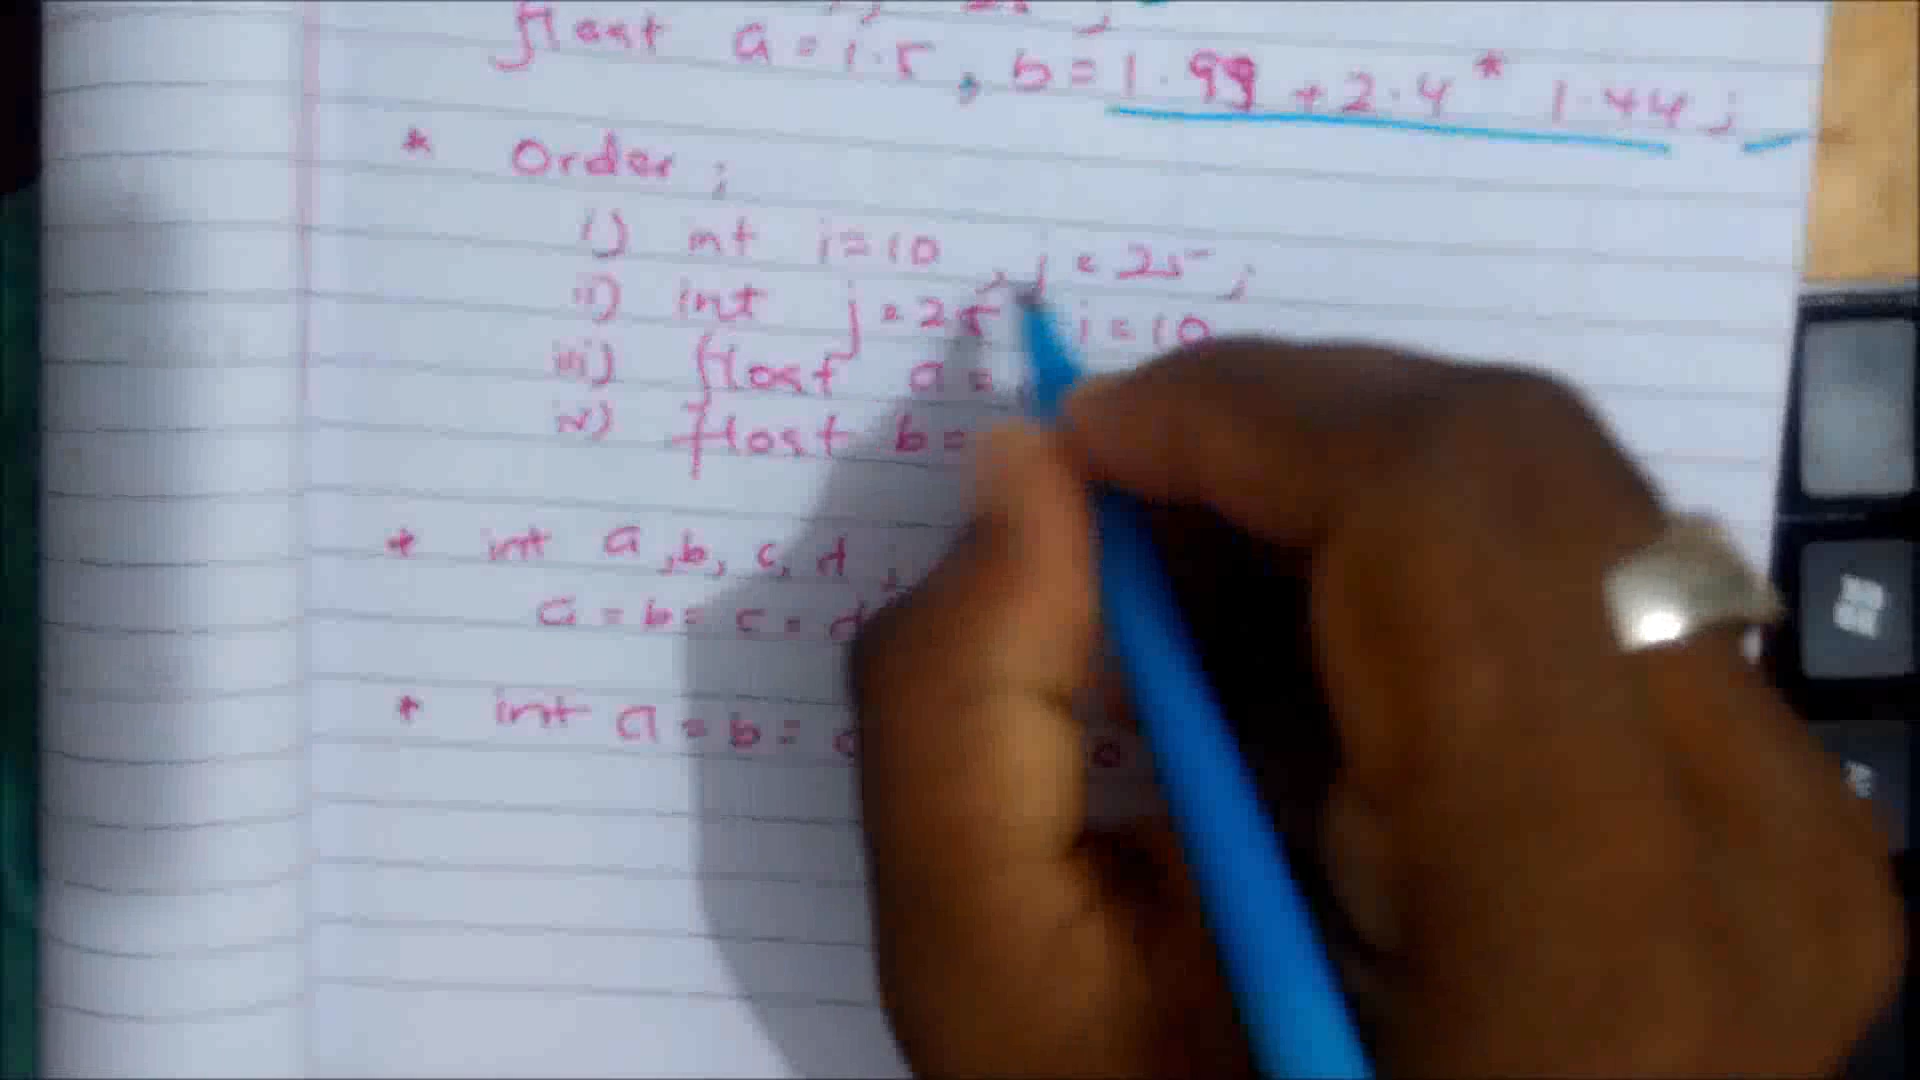 float a = 1.5, b = 1.99 + 2.4 * 1.44;
* Order;
i) int i = 10, j = 25;
ii) int j = 25 i = 10
iii) float a =
iv) float b =
* int a, b, c, d;
a = b = c = d
* int a = b =